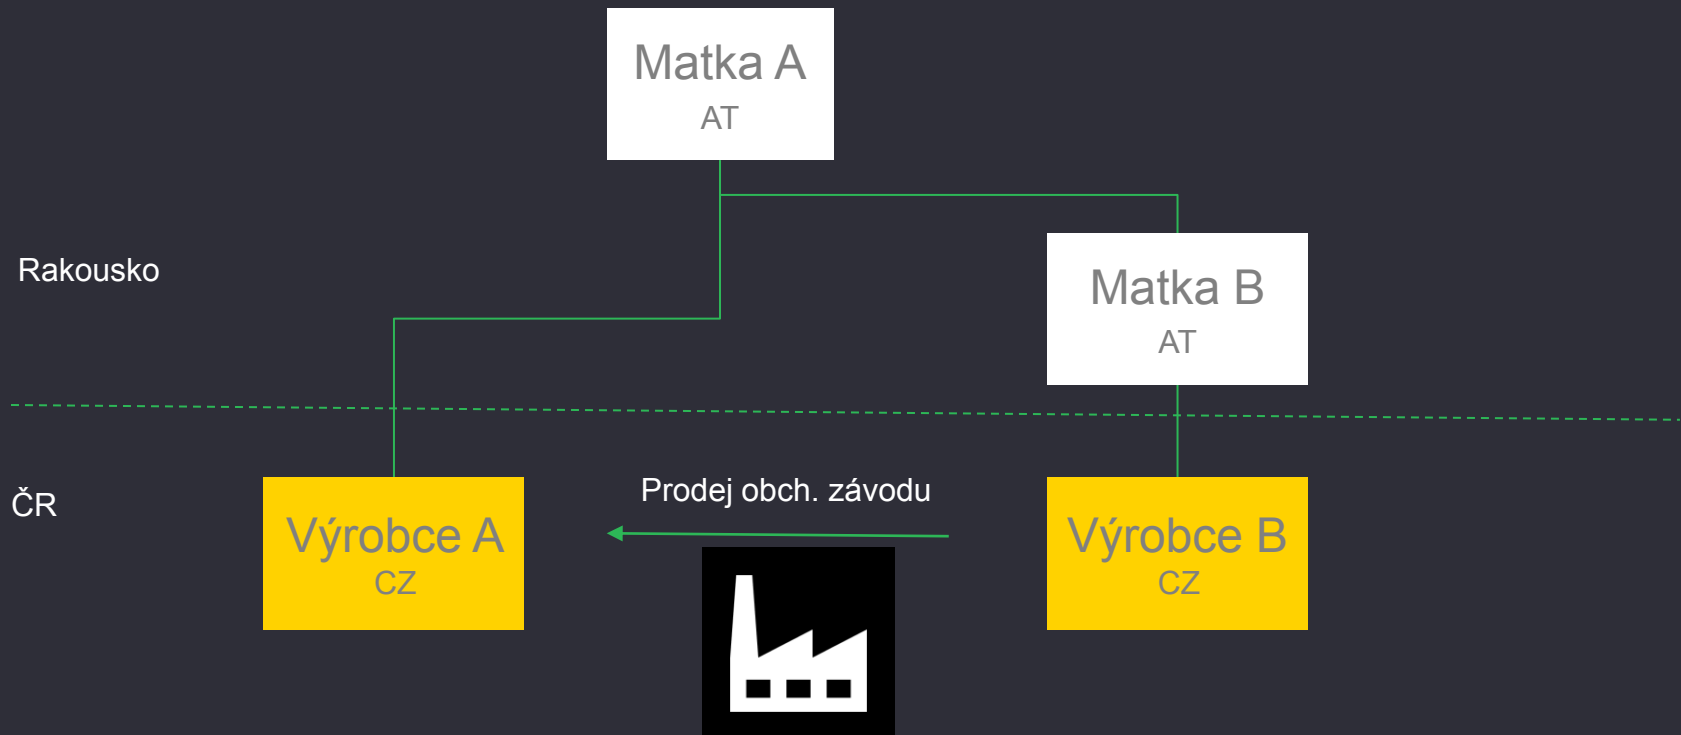 Matka A
AT
Rakousko
Matka B
AT
ČR
Prodej obch. závodu
Výrobce A
CZ
Výrobce B
CZ